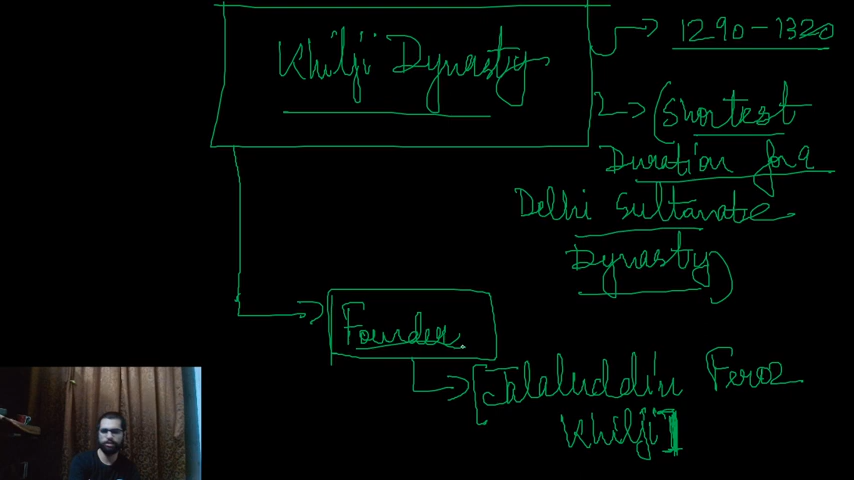 Khilji Dynasty
1290-1320
(Shortest
Duration for a
Delhi Sultanate
Dynasty)
Founder
[Jalaluddin Feroz
Khilji]